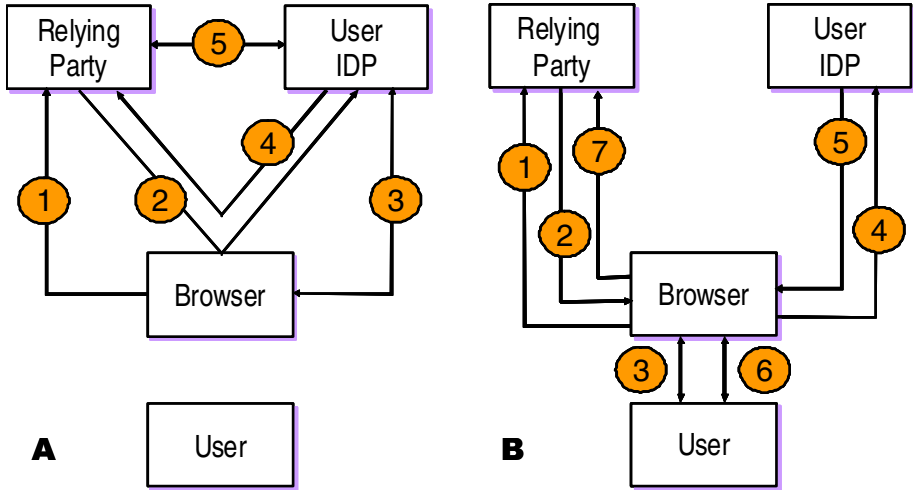 Relying
Party
5
User
IDP
4
1
2
3
Browser
User
A
Relying
Party
User
IDP
1
7
5
2
4
Browser
3
6
User
B